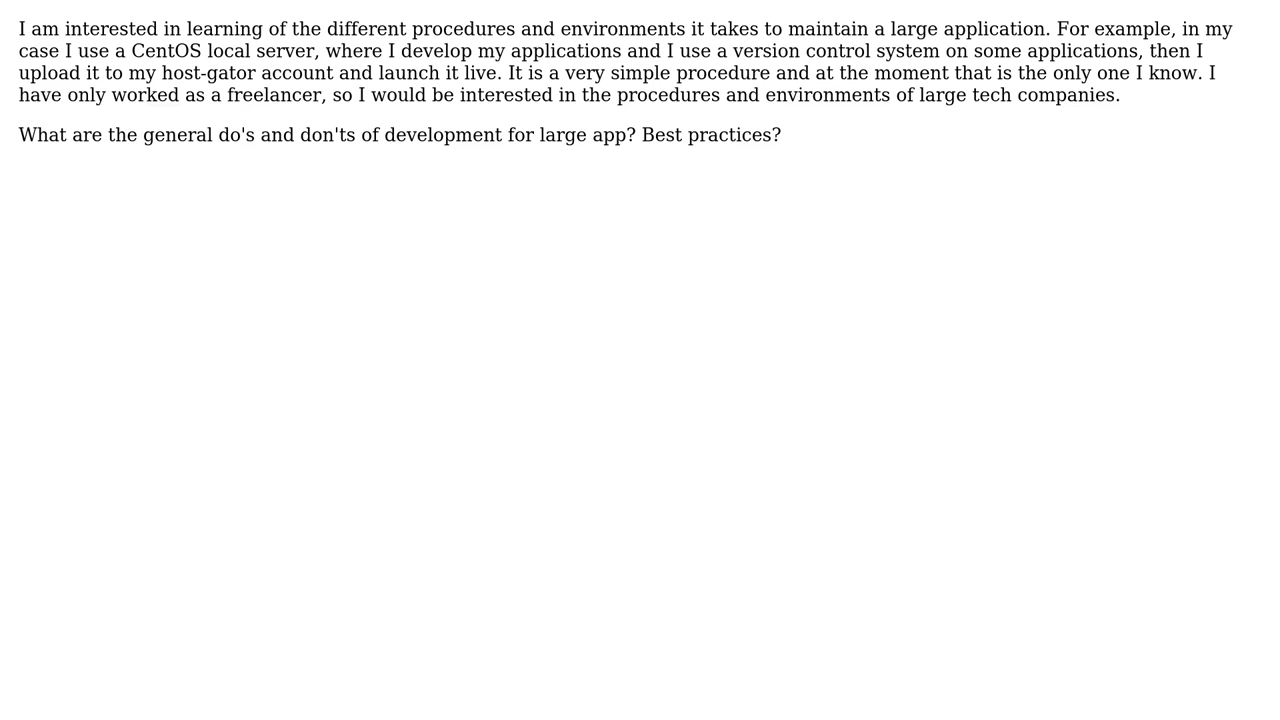 I am interested in learning of the different procedures and environments it takes to maintain a large application. For example, in my
case I use a CentOS local server, where I develop my applications and I use a version control system on some applications, then I
upload it to my host-gator account and launch it live. It is a very simple procedure and at the moment that is the only one I know. I
have only worked as a freelancer, so I would be interested in the procedures and environments of large tech companies.
What are the general do's and don'ts of development for large app? Best practices?